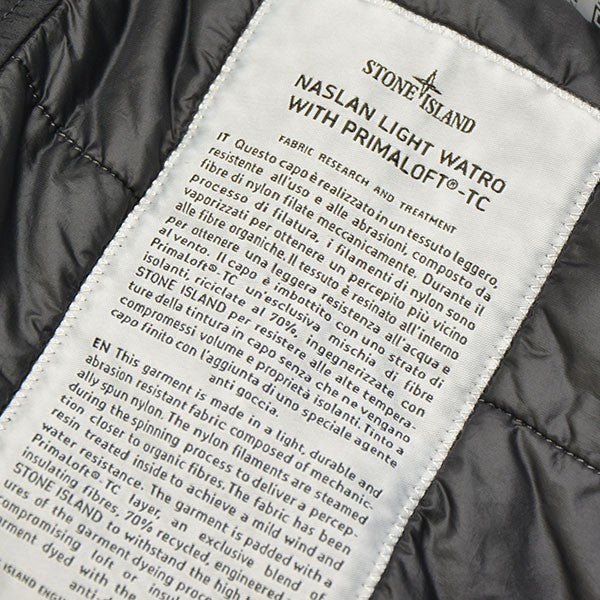 STONE ISLAND
NASLAN LIGHT WATRO
WITH PRIMALOFT®-TC
FABRIC RESEARCH AND TREATMENT
IT Questo capo è realizzato in un tessuto leggero,
resistente all'uso e alle abrasioni, composto da
fibre di nylon filate meccanicamente. Durante il
processo di filatura, i filamenti di nylon sono
vaporizzati per ottenere un percepito più vicino
alle fibre organiche. Il tessuto è resinato all'interno
per ottenere una leggera resistenza all'acqua e
al vento. Il capo è imbottito con uno strato di
PrimaLoft®-TC, un'esclusiva mischia di fibre
isolanti, riciclate al 70%, ingegnerizzate con
STONE ISLAND per resistere alle alte tempera-
ture della tintura in capo senza che ne vengano
compromessi volume e proprietà isolanti. Tinto a
capo finito con l'aggiunta di uno speciale agente
anti goccia.
EN This garment is made in a light, durable and
abrasion resistant fabric composed of mechanic-
ally spun nylon. The nylon filaments are steamed
during the spinning process to deliver a percep-
tion closer to organic fibres. The fabric has been
resin treated inside to achieve a mild wind and
water resistance. The garment is padded with a
PrimaLoft®-TC layer, an exclusive blend of
insulating fibres, 70% recycled, engineered
STONE ISLAND to withstand the high
ures of the garment dyeing proce
ompromising loft or insul
arment dyed with the
anti-d
ISLAND ENG